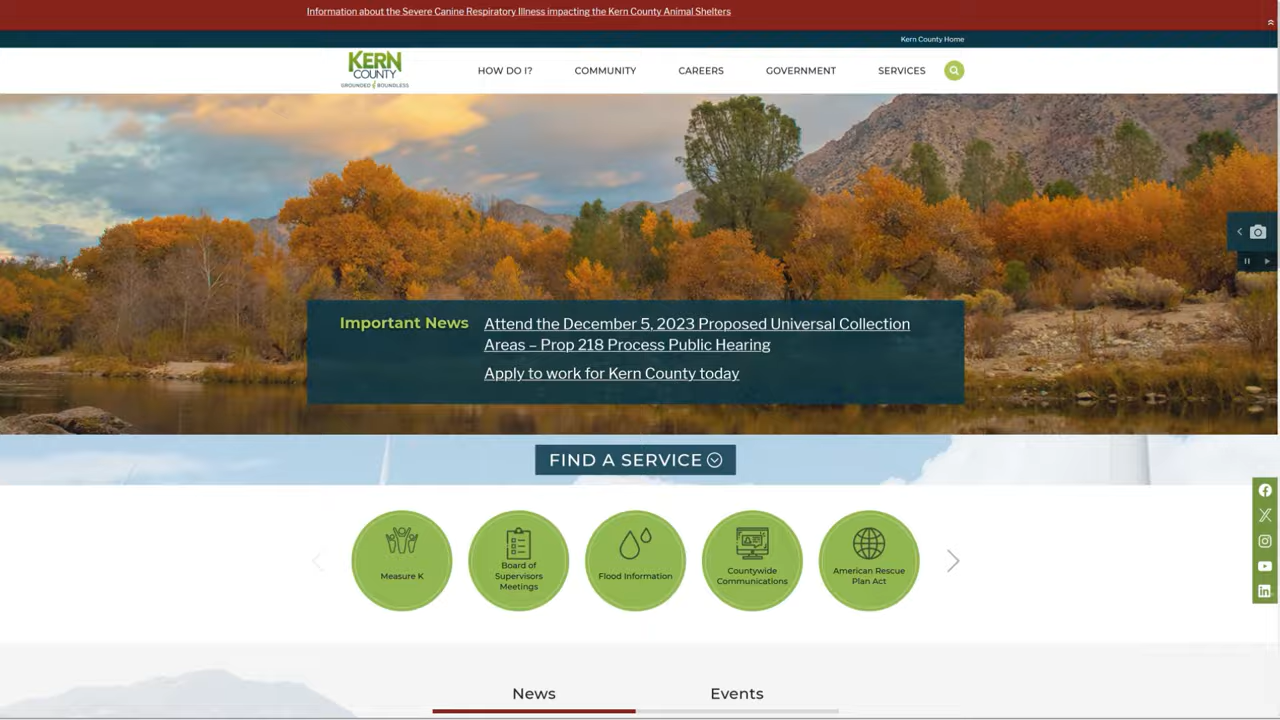 Information about the Severe Canine Respiratory Illness impacting the Kern County Animal Shelters
Kern County Home
KERN
COUNTY
GROUNDED BOUNDLESS
HOW DO I?
COMMUNITY
CAREERS
GOVERNMENT
SERVICES
Important News
Attend the December 5, 2023 Proposed Universal Collection
Areas – Prop 218 Process Public Hearing
Apply to work for Kern County today
FIND A SERVICE
Measure K
Board of
Supervisors
Meetings
Flood Information
Countywide
Communications
American Rescue
Plan Act
News
Events